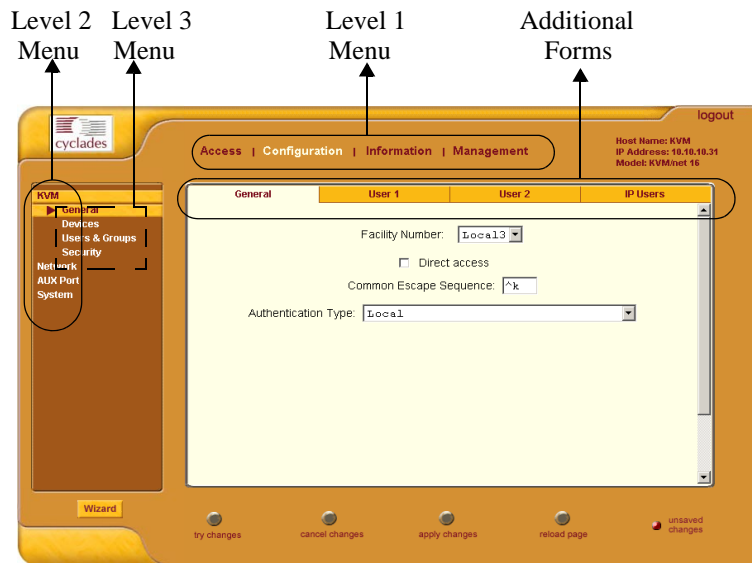 Level 2 Menu
Level 3 Menu
Level 1 Menu
Additional Forms
logout
cyclades
Access | Configuration | Information | Management
Host Name: KVM
IP Address: 10.10.10.31
Model: KVM/net 16
KVM
General
Devices
Users & Groups
Security
Network
AUX Port
System
General
User 1
User 2
IP Users
Facility Number: Local3
Direct access
Common Escape Sequence: ^k
Authentication Type: Local
Wizard
try changes
cancel changes
apply changes
reload page
unsaved changes